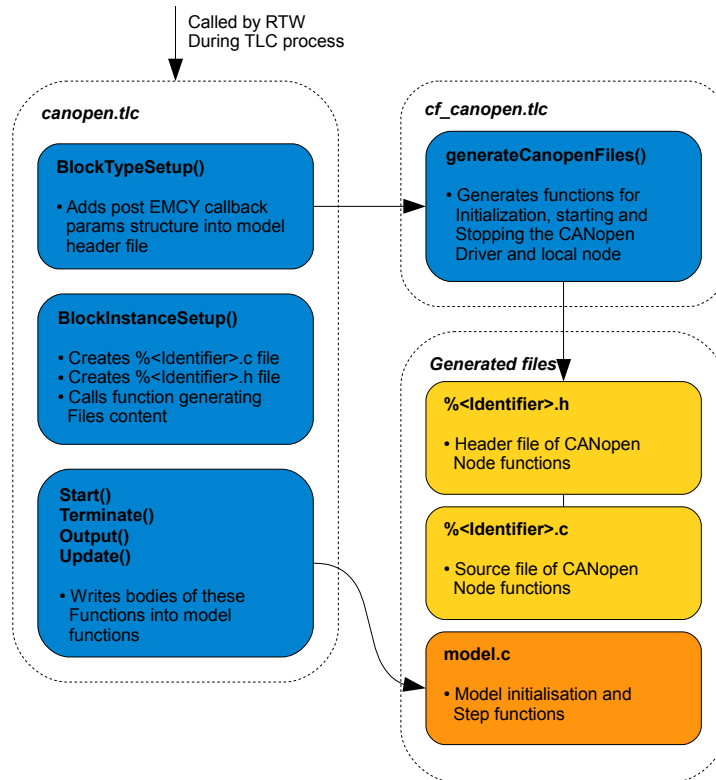 Called by RTW
During TLC process
canopen.tlc
BlockTypeSetup()
• Adds post EMCY callback
params structure into model
header file
BlockInstanceSetup()
• Creates %<Identifier>.c file
• Creates %<Identifier>.h file
• Calls function generating
Files content
Start()
Terminate()
Output()
Update()
• Writes bodies of these
Functions into model
functions
cf_canopen.tlc
generateCanopenFiles()
• Generates functions for
Initialization, starting and
Stopping the CANopen
Driver and local node
Generated files
%<Identifier>.h
• Header file of CANopen
Node functions
%<Identifier>.c
• Source file of CANopen
Node functions
model.c
• Model initialisation and
Step functions